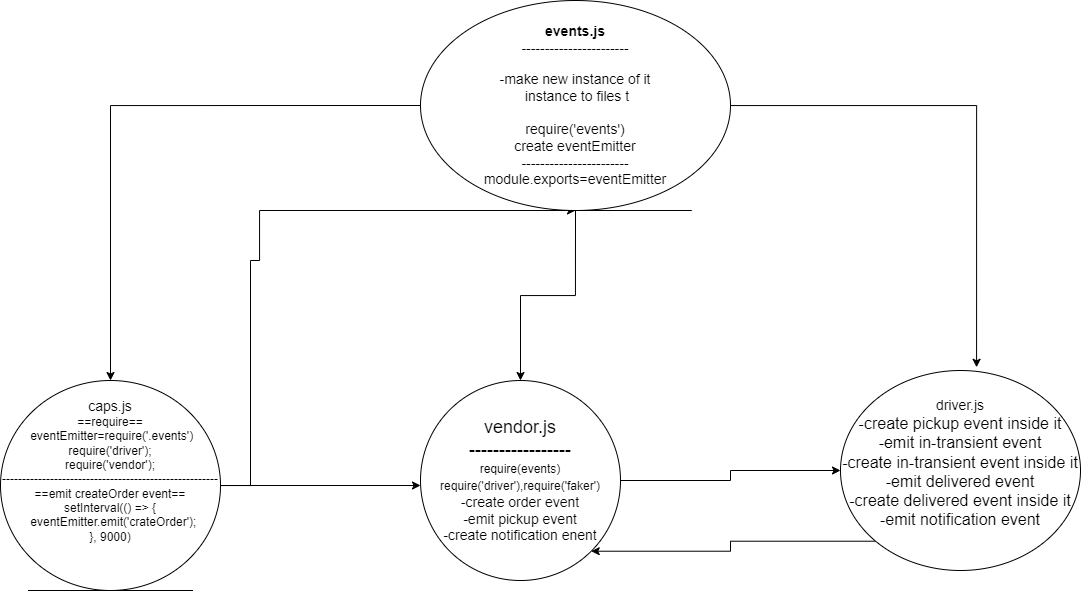 events.js
-----------------------
-make new instance of it
instance to files t
require('events')
create eventEmitter
-----------------------
module.exports=eventEmitter
caps.js
==require==
eventEmitter=require('.events')
require('driver');
require('vendor');
==emit createOrder event==
setInterval(() => {
eventEmitter.emit('crateOrder');
}, 9000)
vendor.js
------------------
require(events)
require('driver'),require('faker')
-create order event
-emit pickup event
-create notification enent
driver.js
-create pickup event inside it
-emit in-transient event
-create in-transient event inside it
-emit delivered event
-create delivered event inside it
-emit notification event